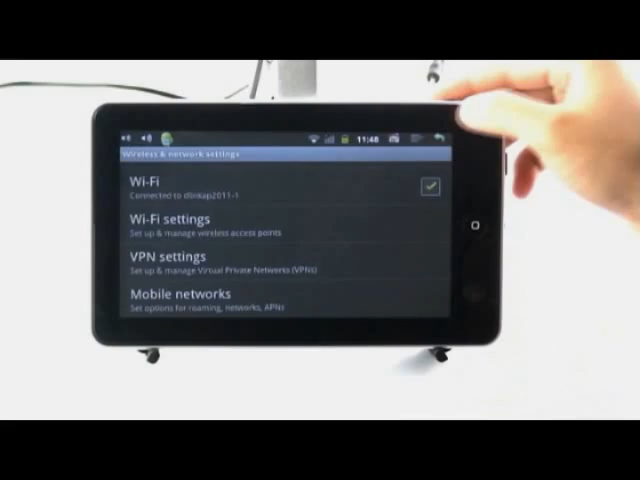 11:48
Wireless & network settings
Wi-Fi
Connected to dlinkap2011-1
Wi-Fi settings
Set up & manage wireless access points
VPN settings
Set up & manage Virtual Private Networks (VPNs)
Mobile networks
Set options for roaming, networks, APNs